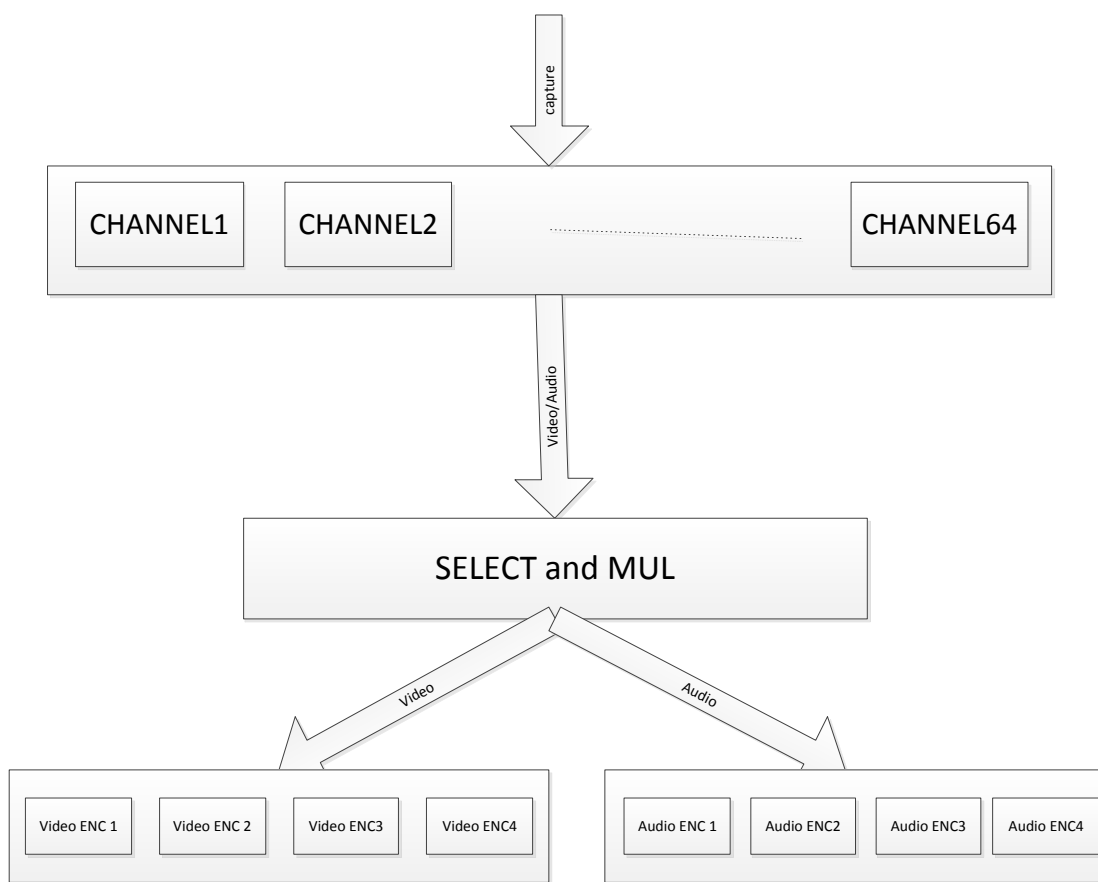 capture
CHANNEL1
CHANNEL2
CHANNEL64
Video/Audio
SELECT and MUL
Video
Audio
Video ENC 1
Video ENC 2
Video ENC3
Video ENC4
Audio ENC 1
Audio ENC2
Audio ENC3
Audio ENC4